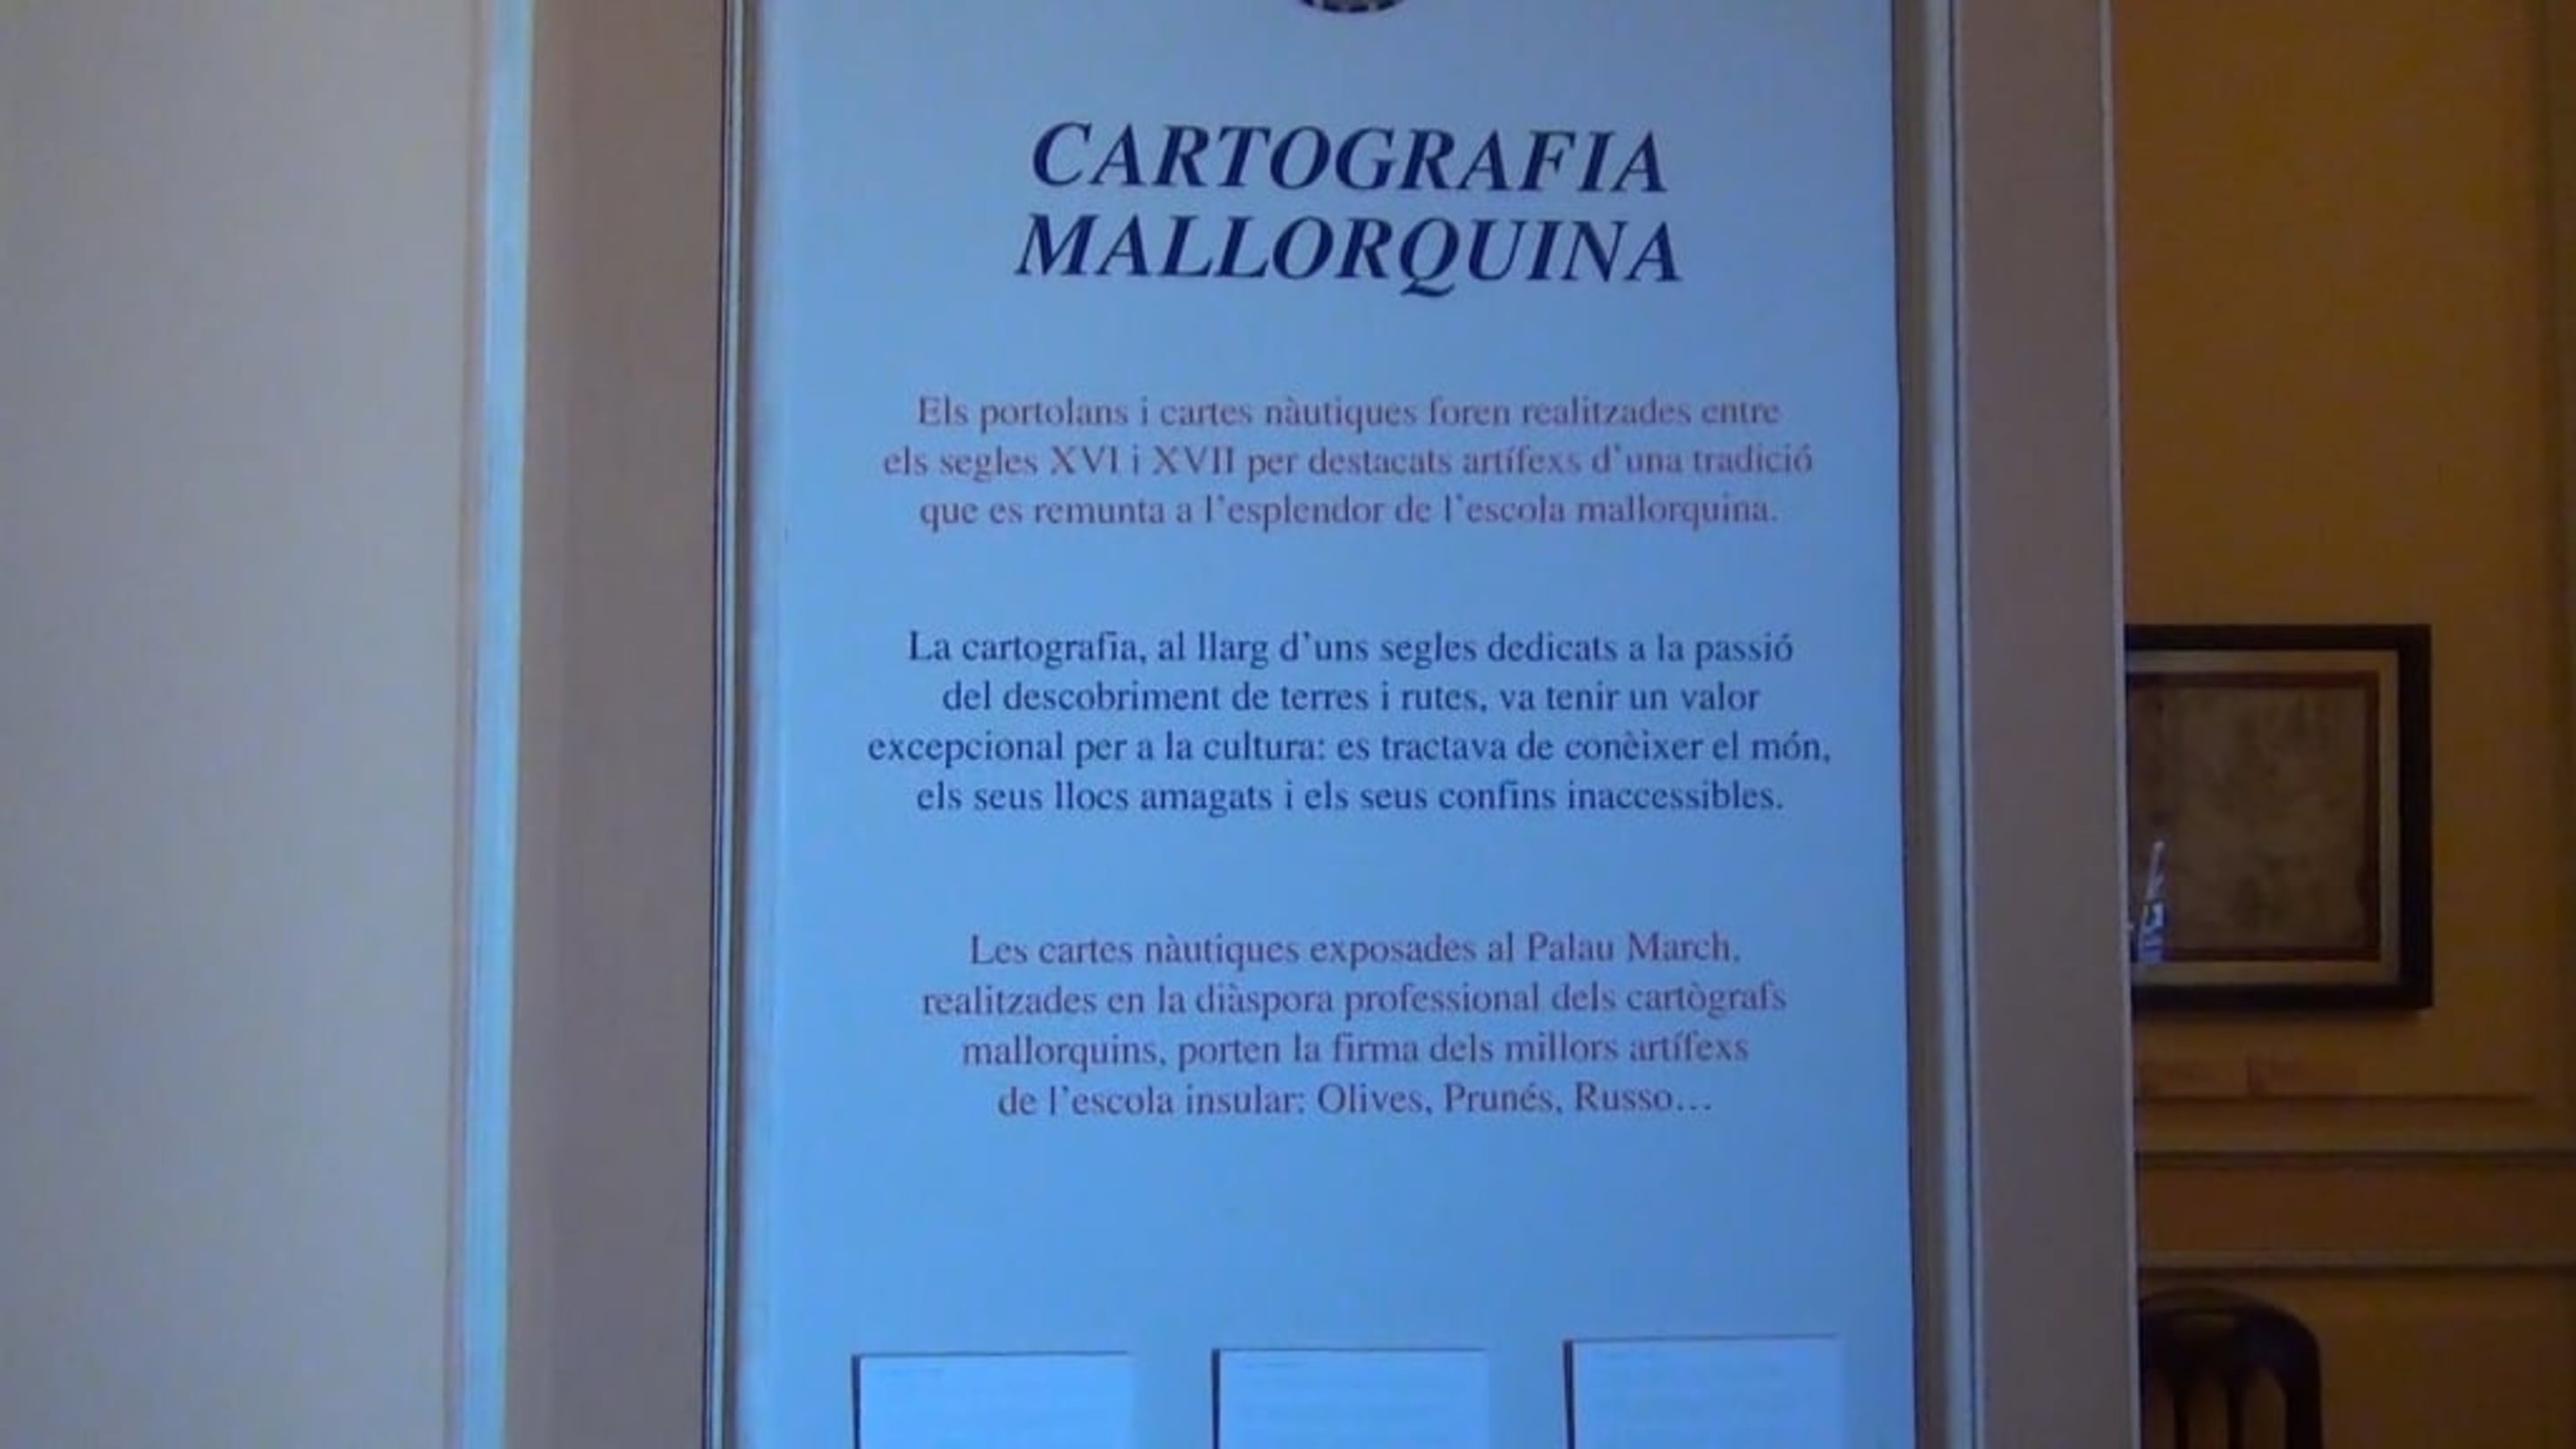 CARTOGRAFIA
MALLORQUINA
Els portolans i cartes nàutiques foren realitzades entre
els segles XVI i XVII per destacats artífexs d'una tradició
que es remunta a l'esplendor de l'escola mallorquina.
La cartografia, al llarg d'uns segles dedicats a la passió
del descobriment de terres i rutes, va tenir un valor
excepcional per a la cultura: es tractava de conèixer el món,
els seus llocs amagats i els seus confins inaccessibles.
Les cartes nàutiques exposades al Palau March,
realitzades en la diàspora professional dels cartògrafs
mallorquins, porten la firma dels millors artífexs
de l'escola insular: Olives, Prunés, Russo...